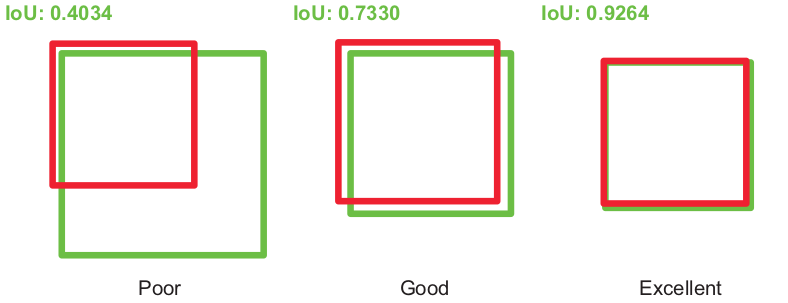 IoU: 0.4034
IoU: 0.7330
IoU: 0.9264
Poor
Good
Excellent